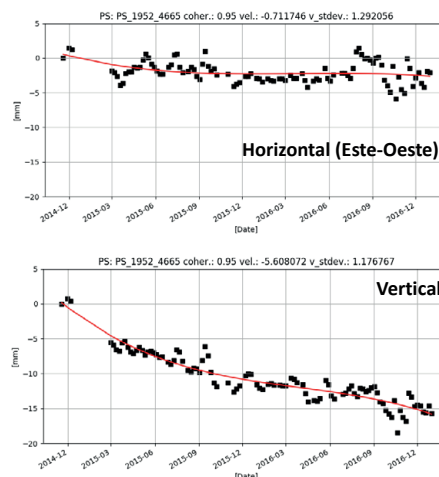 PS: PS_1952_4665 coher.: 0.95 vel.: -0.711746 v_stdev.: 1.292056
5
0
−5
−10
−15
−20
[mm]
Horizontal (Este-Oeste)
2014-12 2015-03 2015-06 2015-09 2015-12 2016-03 2016-06 2016-09 2016-12
[Date]
PS: PS_1952_4665 coher.: 0.95 vel.: -5.608072 v_stdev.: 1.176767
Vertical
5
0
−5
−10
−15
−20
[mm]
2014-12 2015-03 2015-06 2015-09 2015-12 2016-03 2016-06 2016-09 2016-12
[Date]